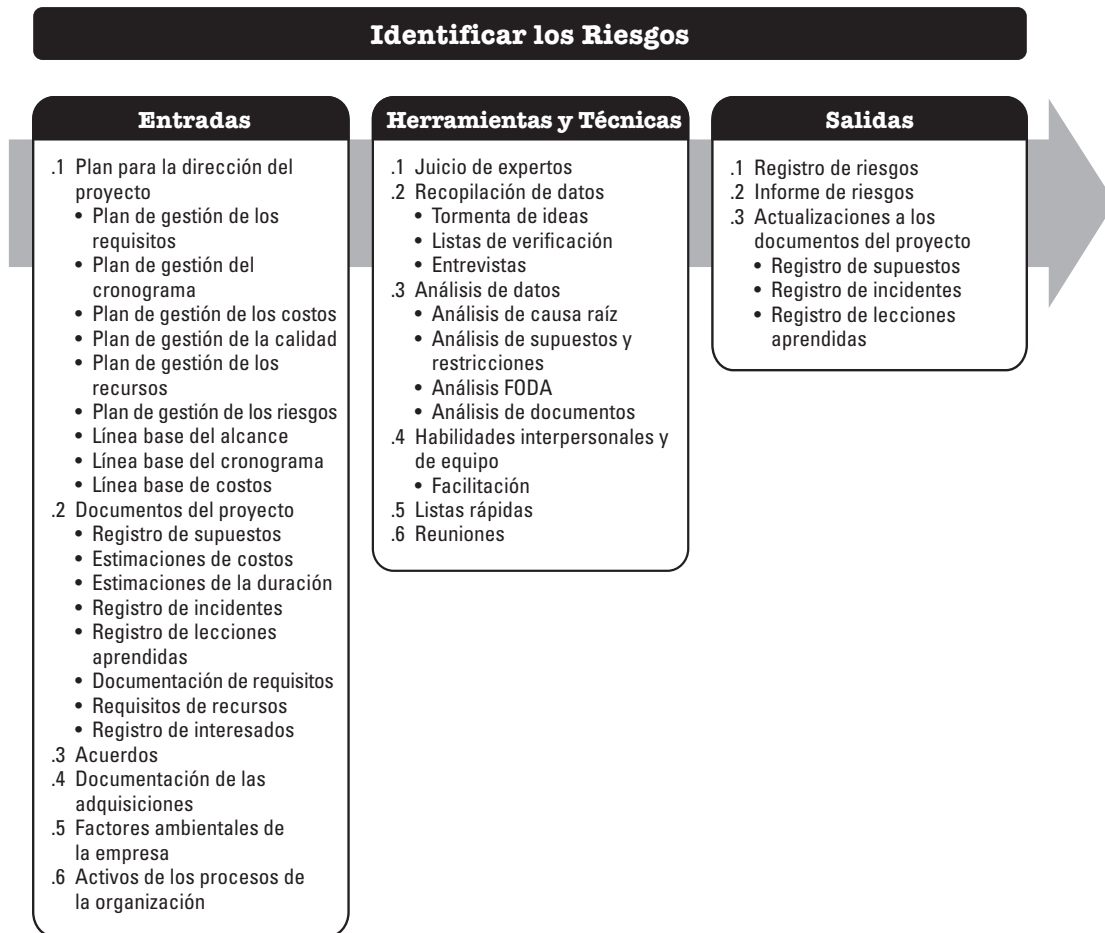 Identificar los Riesgos
Entradas
.1 Plan para la dirección del
proyecto
• Plan de gestión de los
requisitos
• Plan de gestión del
cronograma
• Plan de gestión de los costos
• Plan de gestión de la calidad
• Plan de gestión de los
recursos
• Plan de gestión de los riesgos
• Línea base del alcance
• Línea base del cronograma
• Línea base de costos
.2 Documentos del proyecto
• Registro de supuestos
• Estimaciones de costos
• Estimaciones de la duración
• Registro de incidentes
• Registro de lecciones
aprendidas
• Documentación de requisitos
• Requisitos de recursos
• Registro de interesados
.3 Acuerdos
.4 Documentación de las
adquisiciones
.5 Factores ambientales de
la empresa
.6 Activos de los procesos de
la organización
Herramientas y Técnicas
.1 Juicio de expertos
.2 Recopilación de datos
• Tormenta de ideas
• Listas de verificación
• Entrevistas
.3 Análisis de datos
• Análisis de causa raíz
• Análisis de supuestos y
restricciones
• Análisis FODA
• Análisis de documentos
.4 Habilidades interpersonales y
de equipo
• Facilitación
.5 Listas rápidas
.6 Reuniones
Salidas
.1 Registro de riesgos
.2 Informe de riesgos
.3 Actualizaciones a los
documentos del proyecto
• Registro de supuestos
• Registro de incidentes
• Registro de lecciones
aprendidas